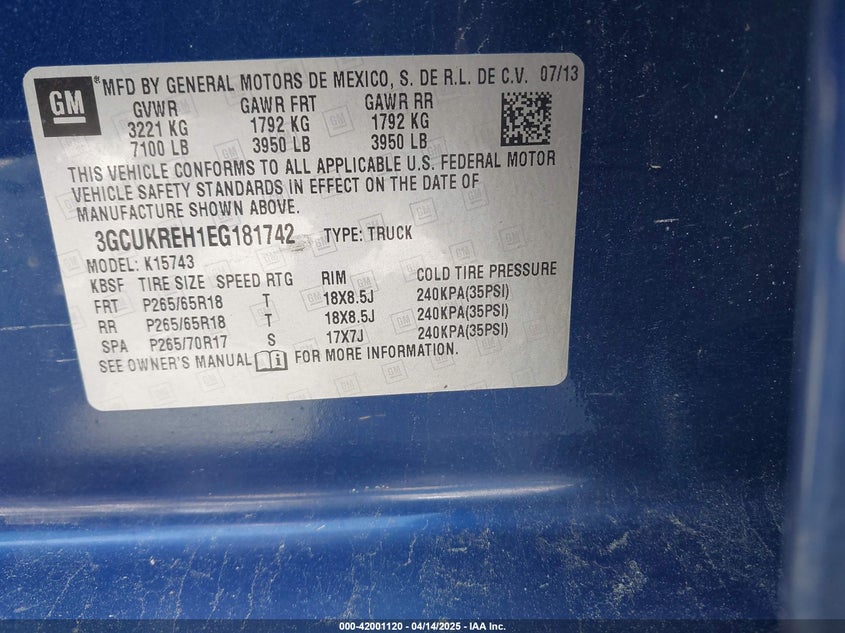 GM
®MFD BY GENERAL MOTORS DE MEXICO, S. DE R.L. DE C.V. 07/13
GVWR GAWR FRT GAWR RR
3221 KG 1792 KG 1792 KG
7100 LB 3950 LB 3950 LB
THIS VEHICLE CONFORMS TO ALL APPLICABLE U.S. FEDERAL MOTOR
VEHICLE SAFETY STANDARDS IN EFFECT ON THE DATE OF
MANUFACTURE SHOWN ABOVE.
3GCUKREH1EG181742 TYPE: TRUCK
MODEL: K15743
KBSF TIRE SIZE SPEED RTG RIM COLD TIRE PRESSURE
FRT P265/65R18 T 18X8.5J 240KPA(35PSI)
RR P265/65R18 T 18X8.5J 240KPA(35PSI)
SPA P265/70R17 S 17X7J 240KPA(35PSI)
SEE OWNER'S MANUAL FOR MORE INFORMATION.
000-42001120 - 04/14/2025 - IAA Inc.